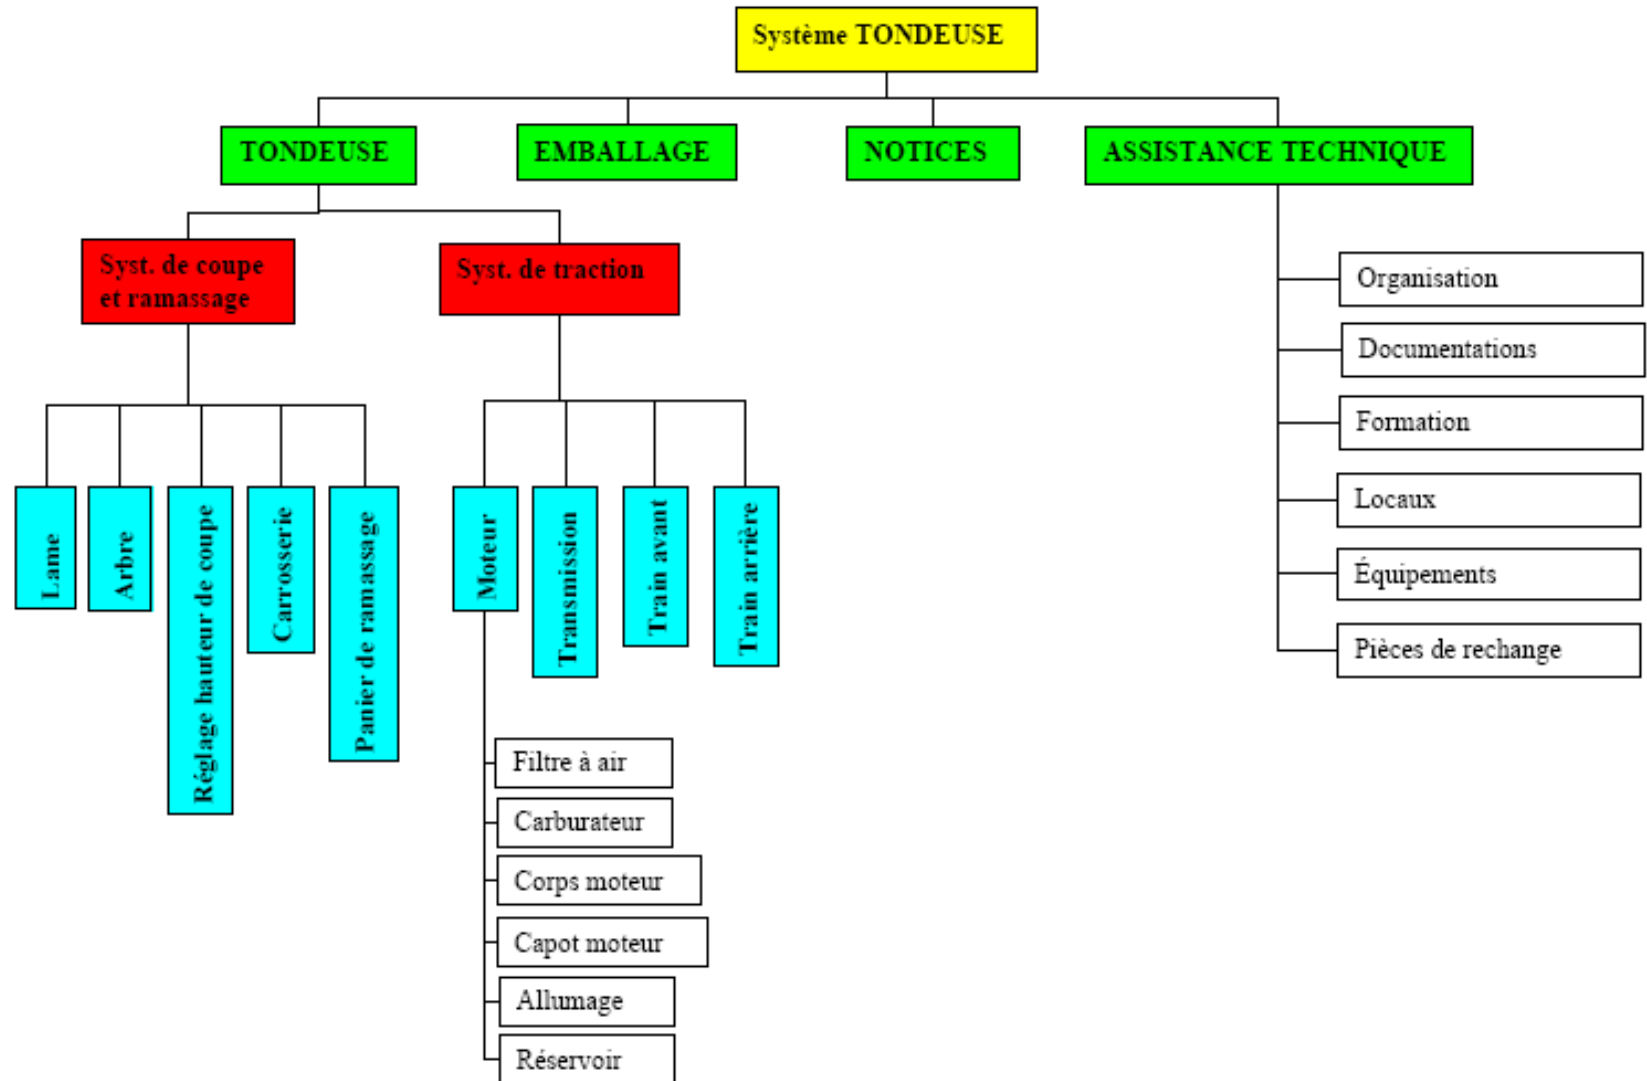 Système TONDEUSE
TONDEUSE
EMBALLAGE
NOTICES
ASSISTANCE TECHNIQUE
Syst. de coupe
et ramassage
Syst. de traction
Organisation
Documentations
Formation
Locaux
Équipements
Pièces de rechange
Lame
Arbre
Réglage hauteur de coupe
Carrosserie
Panier de ramassage
Moteur
Transmission
Train avant
Train arrière
Filtre à air
Carburateur
Corps moteur
Capot moteur
Allumage
Réservoir